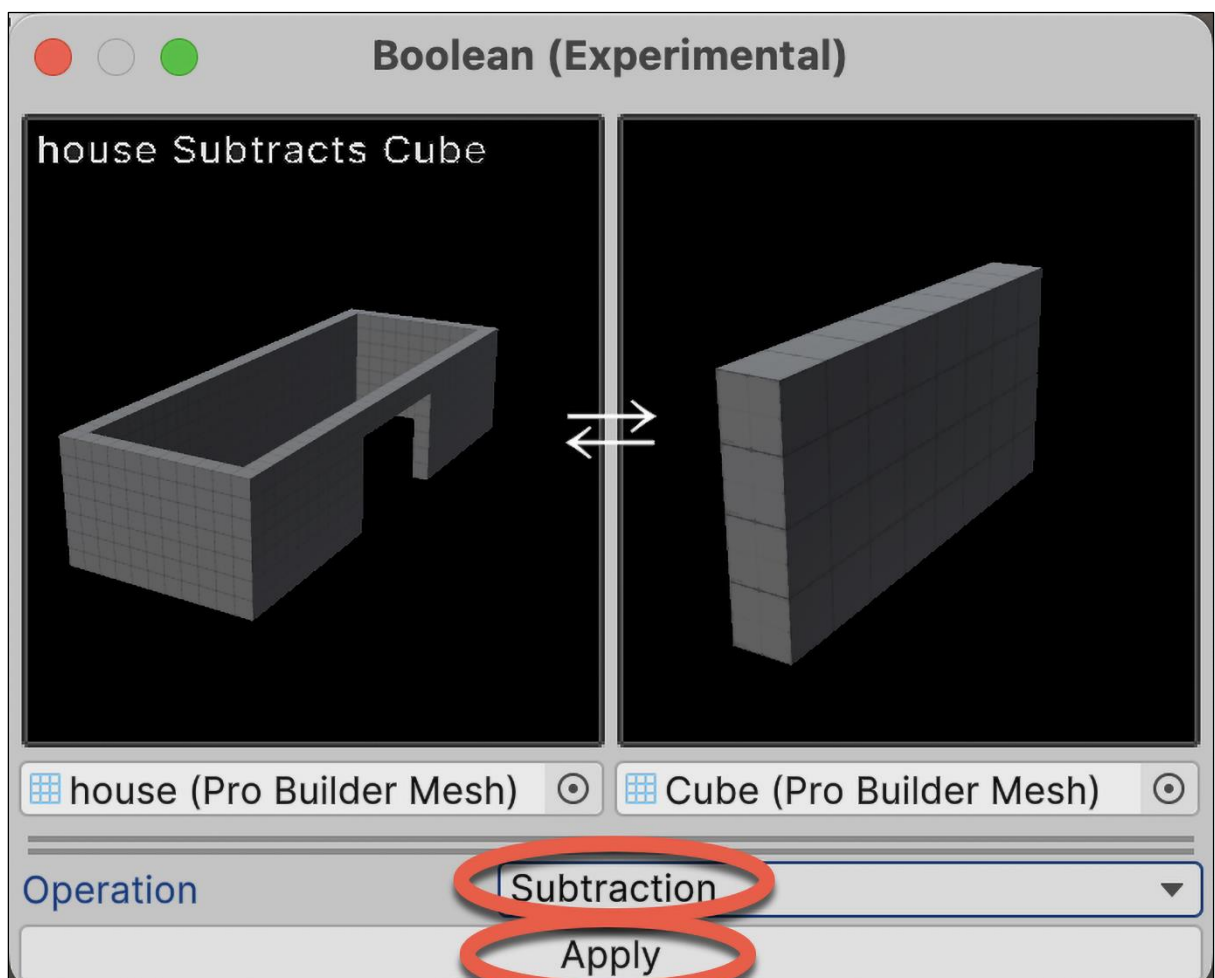 Boolean (Experimental)
house Subtracts Cube
house (Pro Builder Mesh)
Cube (Pro Builder Mesh)
Operation
Subtraction
Apply